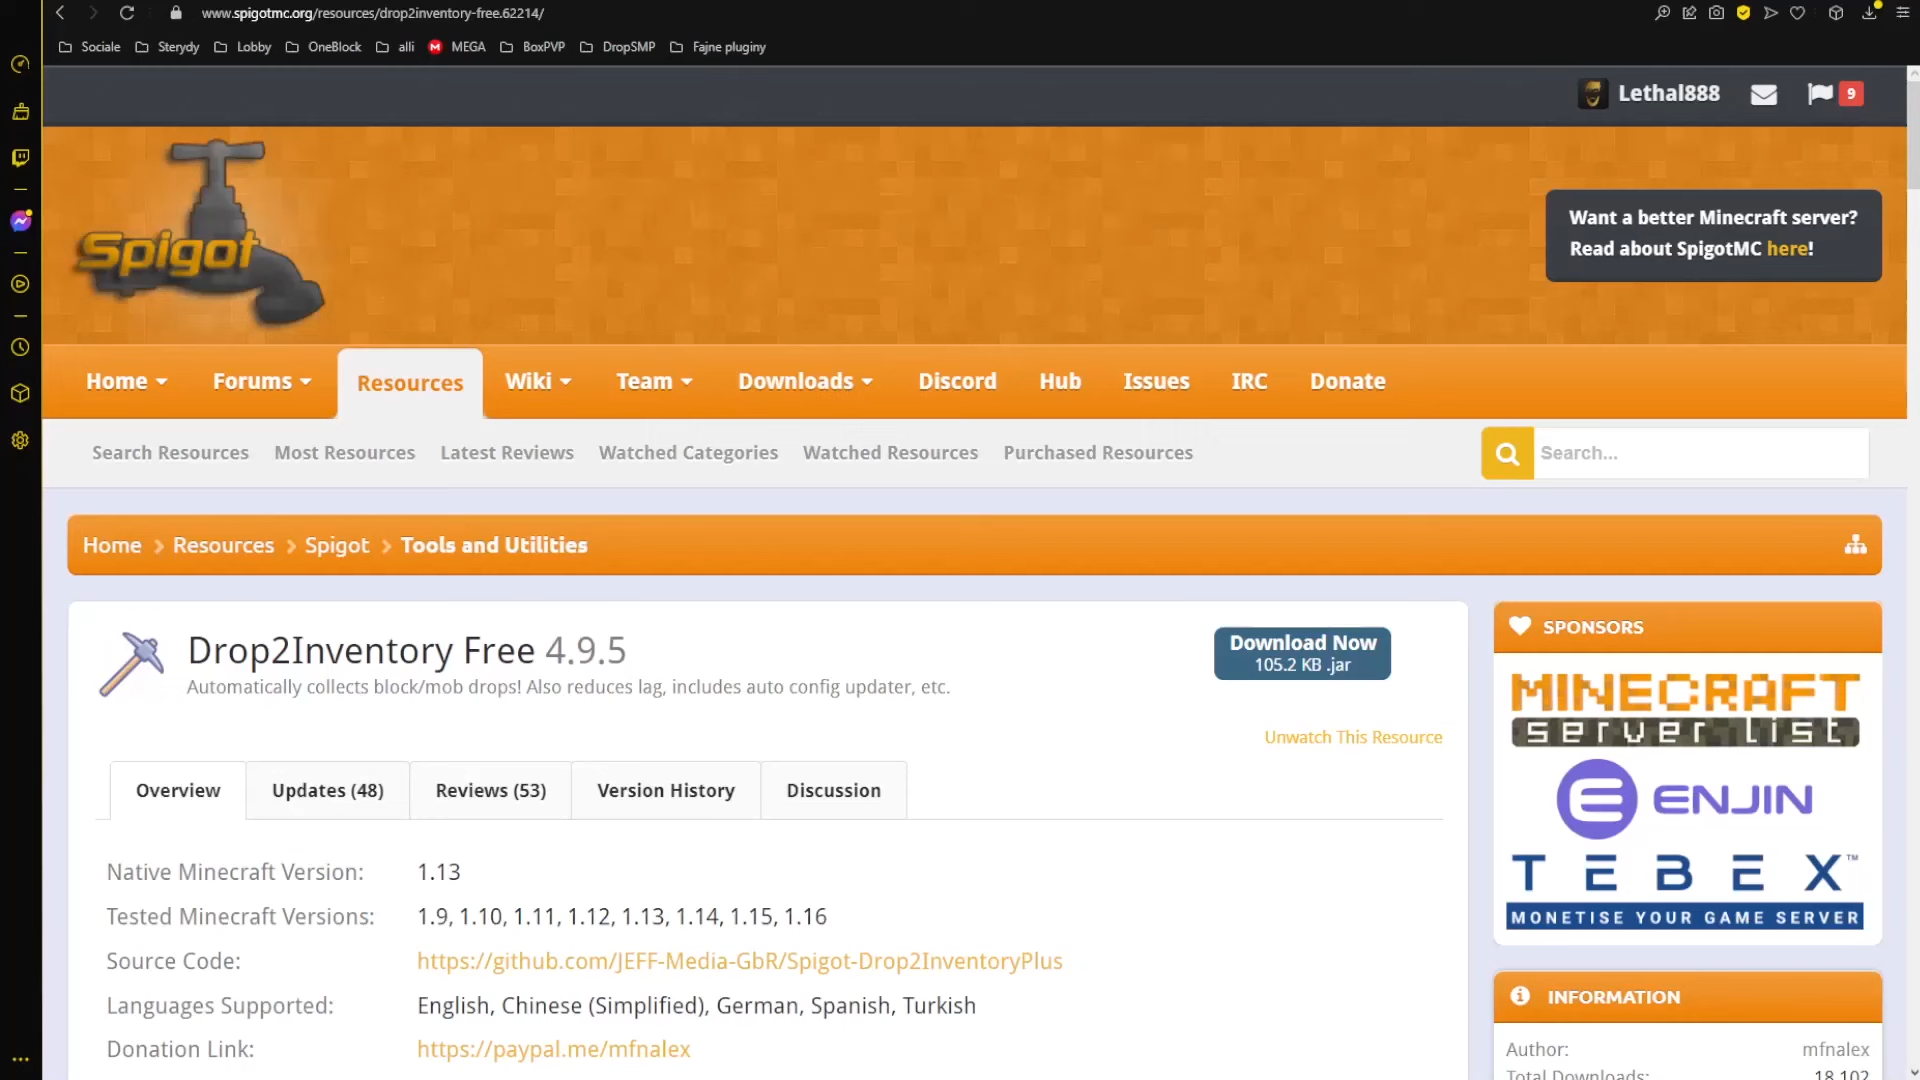 www.spigotmc.org/resources/drop2inventory-free.62214/
Sociale Sterydy Lobby OneBlock alli MEGA BoxPVP DropSMP Fajne pluginy
Lethal888 9
Spigot
Want a better Minecraft server?
Read about SpigotMC here!
Home Forums Resources Wiki Team Downloads Discord Hub Issues IRC Donate
Search Resources Most Resources Latest Reviews Watched Categories Watched Resources Purchased Resources Search...
Home Resources Spigot Tools and Utilities
Drop2Inventory Free 4.9.5
Automatically collects block/mob drops! Also reduces lag, includes auto config updater, etc.
Download Now
105.2 KB .jar
Unwatch This Resource
Overview Updates (48) Reviews (53) Version History Discussion
Native Minecraft Version: 1.13
Tested Minecraft Versions: 1.9, 1.10, 1.11, 1.12, 1.13, 1.14, 1.15, 1.16
Source Code: https://github.com/JEFF-Media-GbR/Spigot-Drop2InventoryPlus
Languages Supported: English, Chinese (Simplified), German, Spanish, Turkish
Donation Link: https://paypal.me/mfnalex
SPONSORS
MINECRAFT
server list
ENJIN
TEBEX™
MONETISE YOUR GAME SERVER
INFORMATION
Author: mfnalex
Total Downloads: 18,102